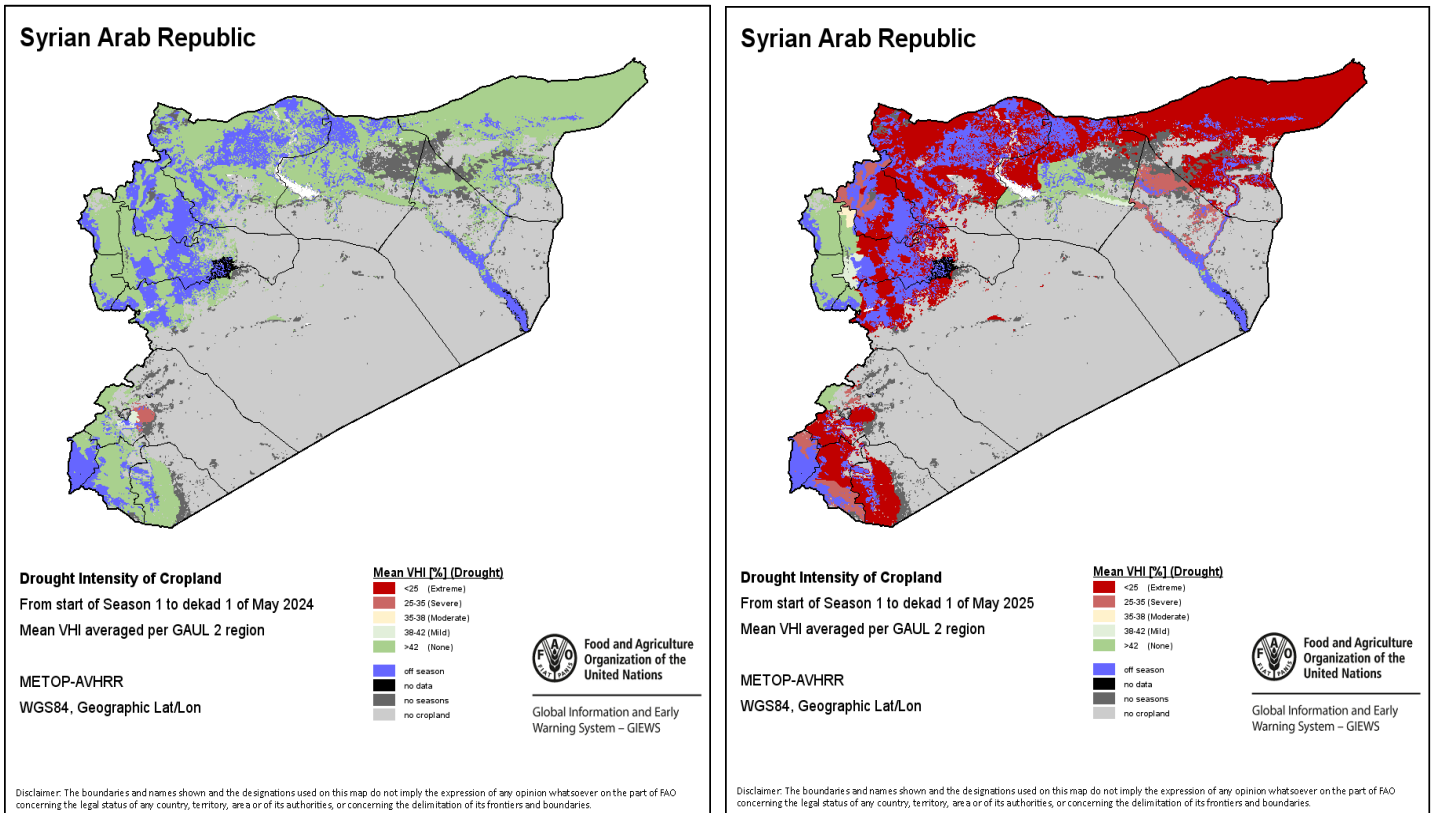 Syrian Arab Republic
Drought Intensity of Cropland
From start of Season 1 to dekad 1 of May 2024
Mean VHI averaged per GAUL 2 region
METOP-AVHRR
WGS84, Geographic Lat/Lon
Mean VHI [%] (Drought)
<25 (Extreme)
25-35 (Severe)
35-38 (Moderate)
38-42 (Mild)
>42 (None)
off season
no data
no seasons
no cropland
F A O
FIAT PANIS
Food and Agriculture
Organization of the
United Nations
Global Information and Early
Warning System – GIEWS
Disclaimer: The boundaries and names shown and the designations used on this map do not imply the expression of any opinion whatsoever on the part of FAO
concerning the legal status of any country, territory, area or of its authorities, or concerning the delimitation of its frontiers and boundaries.
Syrian Arab Republic
Drought Intensity of Cropland
From start of Season 1 to dekad 1 of May 2025
Mean VHI averaged per GAUL 2 region
METOP-AVHRR
WGS84, Geographic Lat/Lon
Mean VHI [%] (Drought)
<25 (Extreme)
25-35 (Severe)
35-38 (Moderate)
38-42 (Mild)
>42 (None)
off season
no data
no seasons
no cropland
F A O
FIAT PANIS
Food and Agriculture
Organization of the
United Nations
Global Information and Early
Warning System – GIEWS
Disclaimer: The boundaries and names shown and the designations used on this map do not imply the expression of any opinion whatsoever on the part of FAO
concerning the legal status of any country, territory, area or of its authorities, or concerning the delimitation of its frontiers and boundaries.